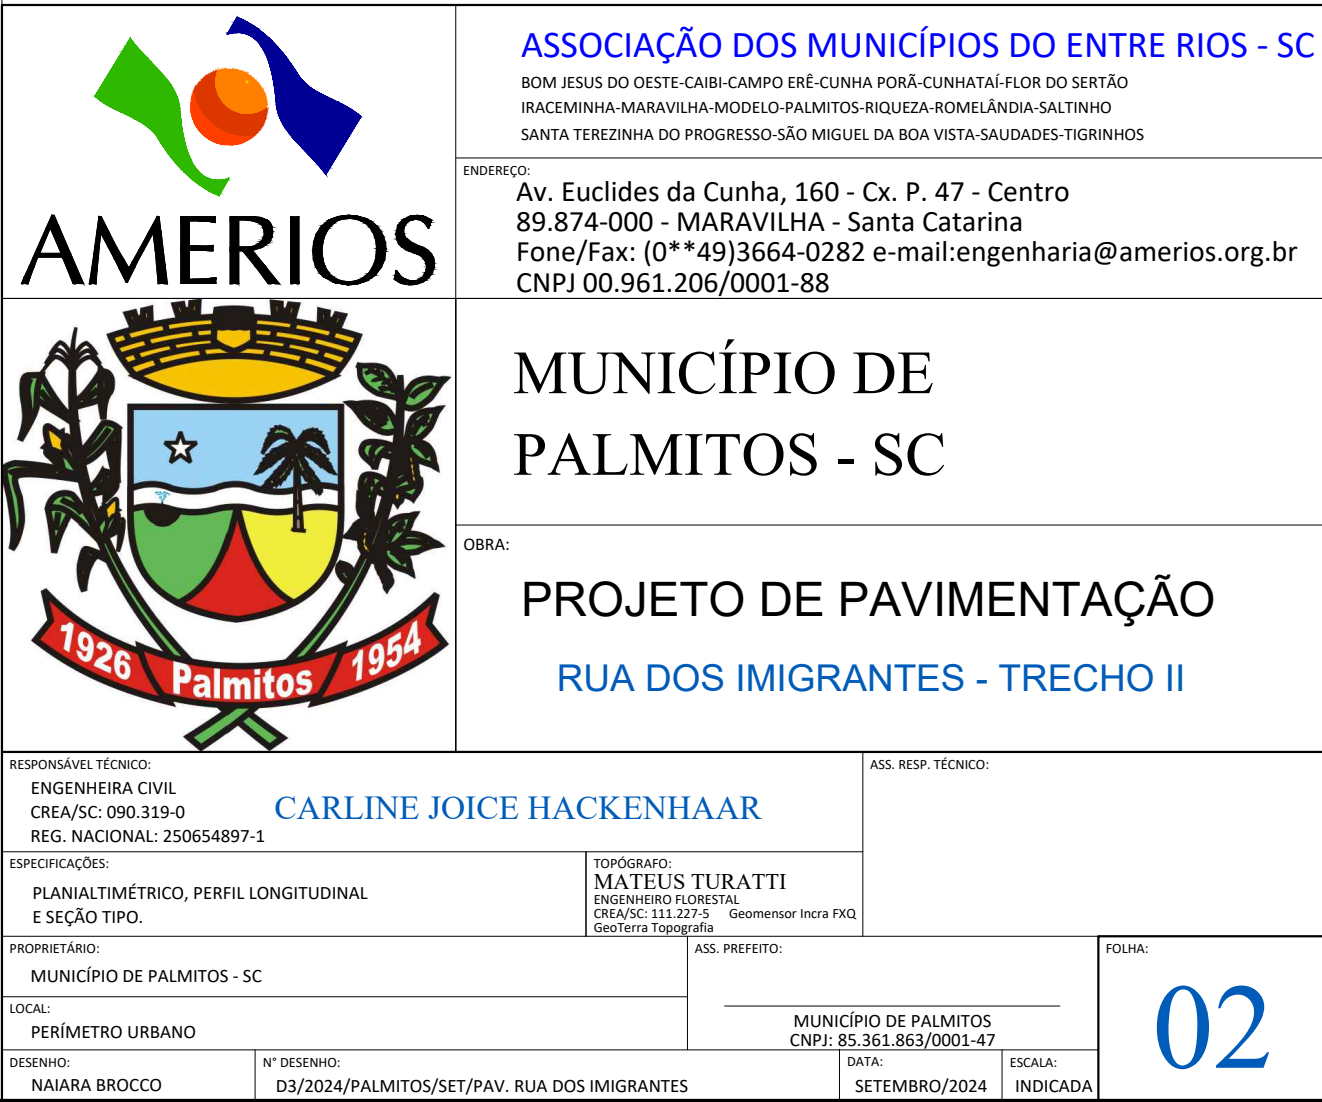 AMERIOS
ASSOCIAÇÃO DOS MUNICÍPIOS DO ENTRE RIOS - SC
BOM JESUS DO OESTE-CAIBI-CAMPO ERÊ-CUNHA PORÃ-CUNHATAÍ-FLOR DO SERTÃO
IRACEMINHA-MARAVILHA-MODELO-PALMITOS-RIQUEZA-ROMELÂNDIA-SALTINHO
SANTA TEREZINHA DO PROGRESSO-SÃO MIGUEL DA BOA VISTA-SAUDADES-TIGRINHOS
ENDEREÇO:
Av. Euclides da Cunha, 160 - Cx. P. 47 - Centro
89.874-000 - MARAVILHA - Santa Catarina
Fone/Fax: (0**49)3664-0282 e-mail:engenharia@amerios.org.br
CNPJ 00.961.206/0001-88
1926 Palmitos 1954
MUNICÍPIO DE
PALMITOS - SC
OBRA:
PROJETO DE PAVIMENTAÇÃO
RUA DOS IMIGRANTES - TRECHO II
RESPONSÁVEL TÉCNICO:
ENGENHEIRA CIVIL
CREA/SC: 090.319-0
REG. NACIONAL: 250654897-1
CARLINE JOICE HACKENHAAR
ASS. RESP. TÉCNICO:
ESPECIFICAÇÕES:
PLANIALTIMÉTRICO, PERFIL LONGITUDINAL
E SEÇÃO TIPO.
TOPÓGRAFO:
MATEUS TURATTI
ENGENHEIRO FLORESTAL
CREA/SC: 111.227-5 Geomensor Incra FXQ
GeoTerra Topografia
PROPRIETÁRIO:
MUNICÍPIO DE PALMITOS - SC
LOCAL:
PERÍMETRO URBANO
ASS. PREFEITO:
MUNICÍPIO DE PALMITOS
CNPJ: 85.361.863/0001-47
FOLHA:
02
DESENHO:
NAIARA BROCCO
N° DESENHO:
D3/2024/PALMITOS/SET/PAV. RUA DOS IMIGRANTES
DATA:
SETEMBRO/2024
ESCALA:
INDICADA